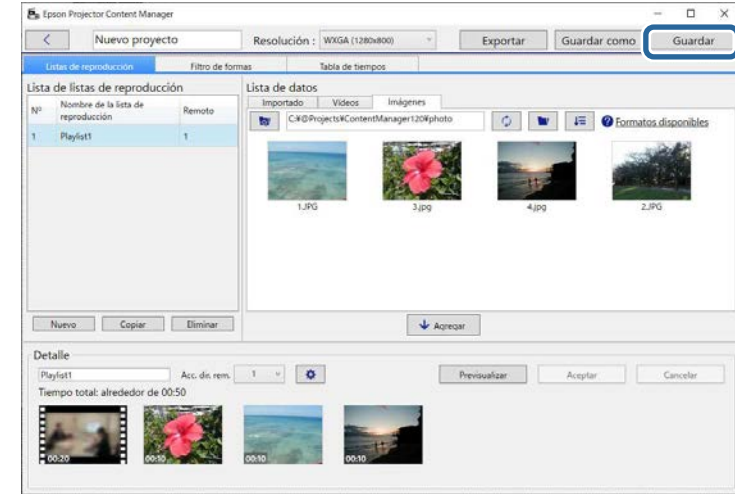 Epson Projector Content Manager
Nuevo proyecto
Resolución : WXGA (1280x800)
Exportar
Guardar como
Guardar
Listas de reproducción
Filtro de formas
Tabla de tiempos
Lista de listas de reproducción
Nº
Nombre de la lista de
reproducción
Remoto
1 Playlist1 1
Nuevo
Copiar
Eliminar
Lista de datos
Importado
Vídeos
Imágenes
C:¥@Projects¥ContentManager120¥photo
Formatos disponibles
1.JPG
3.jpg
4.jpg
2.JPG
Agregar
Detalle
Playlist1
Acc. dir. rem.
1
Previsualizar
Aceptar
Cancelar
Tiempo total: alrededor de 00:50
00:20
00:10
00:10
00:10